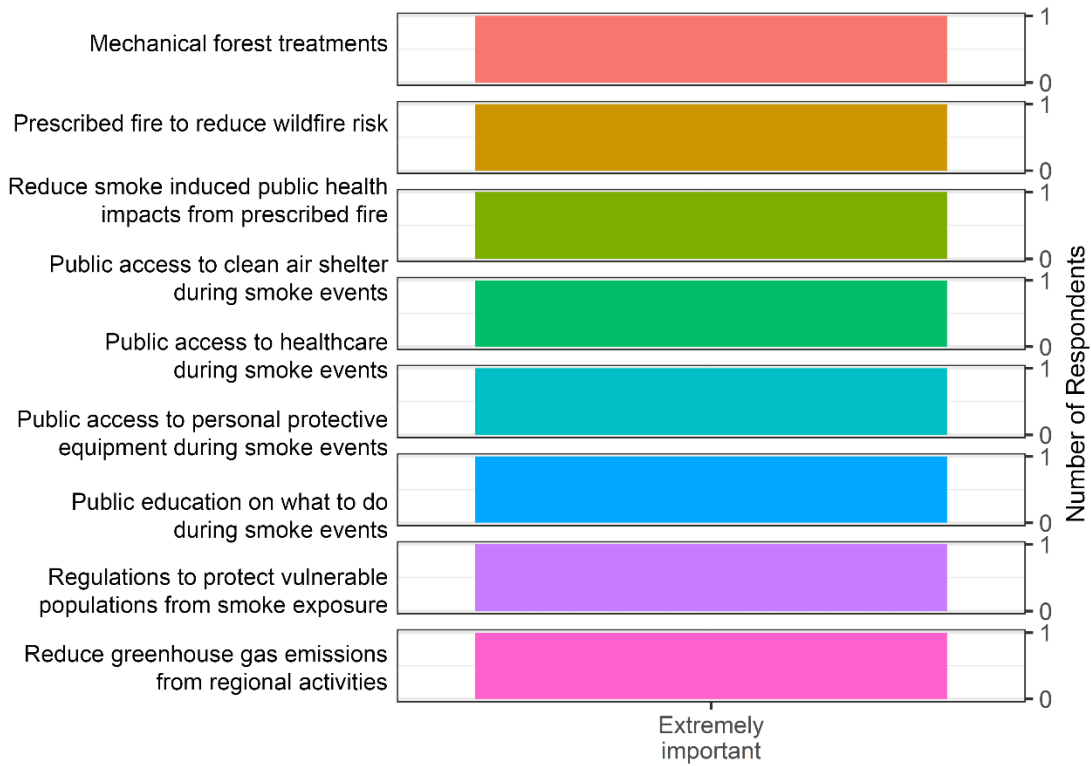 Mechanical forest treatments
Prescribed fire to reduce wildfire risk
Reduce smoke induced public health
impacts from prescribed fire
Public access to clean air shelter
during smoke events
Public access to healthcare
during smoke events
Public access to personal protective
equipment during smoke events
Public education on what to do
during smoke events
Regulations to protect vulnerable
populations from smoke exposure
Reduce greenhouse gas emissions
from regional activities
1
0
1
0
1
0
1
0
1
0
1
0
1
0
1
0
Number of Respondents
Extremely
important